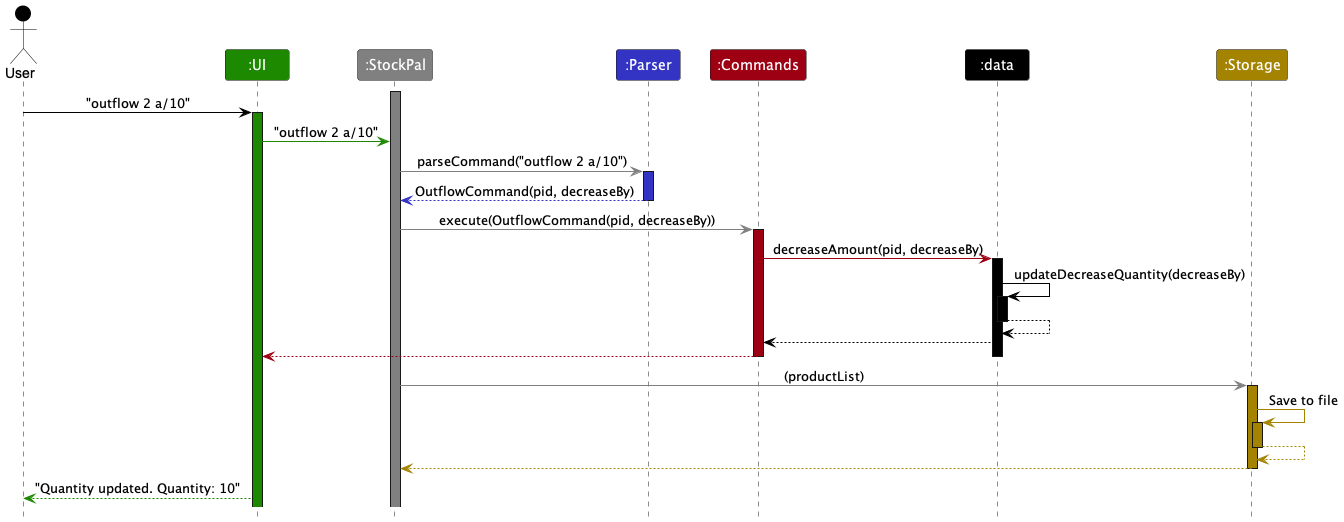 User
:UI
:StockPal
:Parser
:Commands
:data
:Storage
"outflow 2 a/10"
"outflow 2 a/10"
parseCommand("outflow 2 a/10")
OutflowCommand(pid, decreaseBy)
execute(OutflowCommand(pid, decreaseBy))
decreaseAmount(pid, decreaseBy)
updateDecreaseQuantity(decreaseBy)
(productList)
Save to file
"Quantity updated. Quantity: 10"